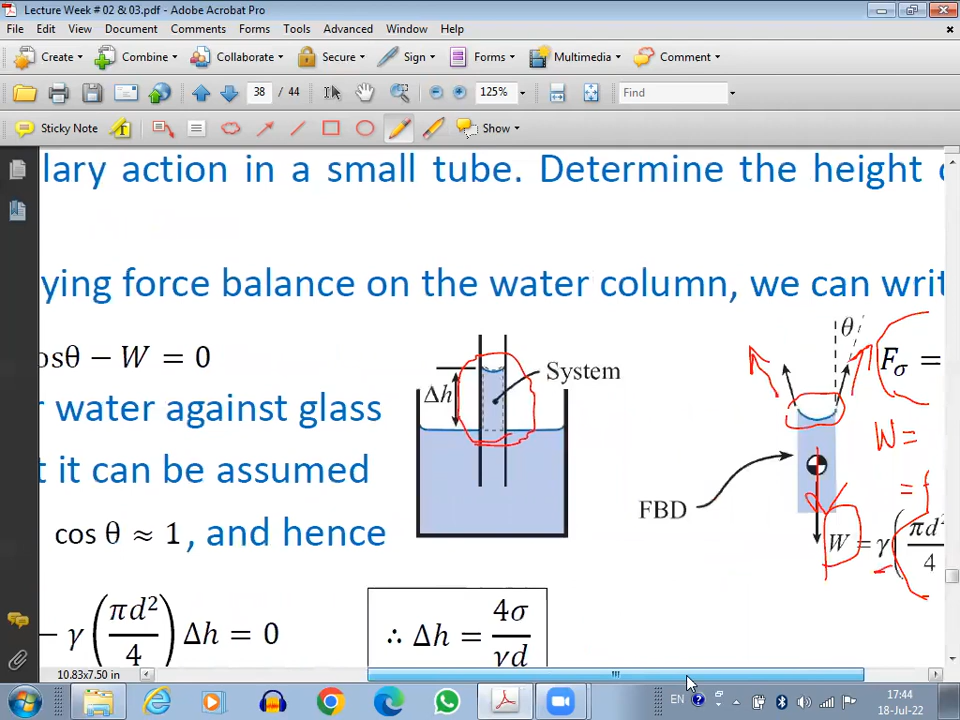 Lecture Week # 02 & 03.pdf - Adobe Acrobat Pro
File Edit View Document Comments Forms Tools Advanced Window Help
Create Combine Collaborate Secure Sign Forms Multimedia Comment
38 / 44 125% Find
Sticky Note Show
lary action in a small tube. Determine the height
ying force balance on the water column, we can writ
osθ − W = 0
θ
Fσ =
System
Δh
r water against glass
W =
t it can be assumed
=
FBD
cos θ ≈ 1, and hence
W = γ(πd²/4
− γ(πd²/4)Δh = 0
∴ Δh = 4σ/γd
10.83x7.50 in
EN
17:44
18-Jul-22